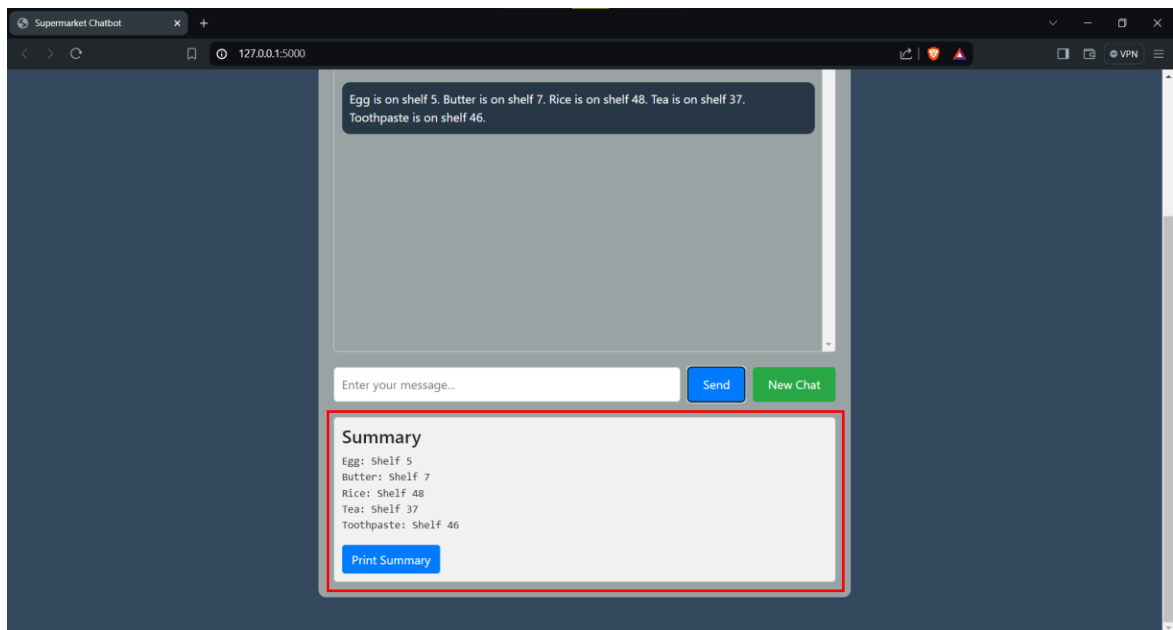 Supermarket Chatbot
127.0.0.1:5000
VPN
Egg is on shelf 5. Butter is on shelf 7. Rice is on shelf 48. Tea is on shelf 37.
Toothpaste is on shelf 46.
Enter your message...
Send
New Chat
Summary
Egg: Shelf 5
Butter: Shelf 7
Rice: Shelf 48
Tea: Shelf 37
Toothpaste: Shelf 46
Print Summary